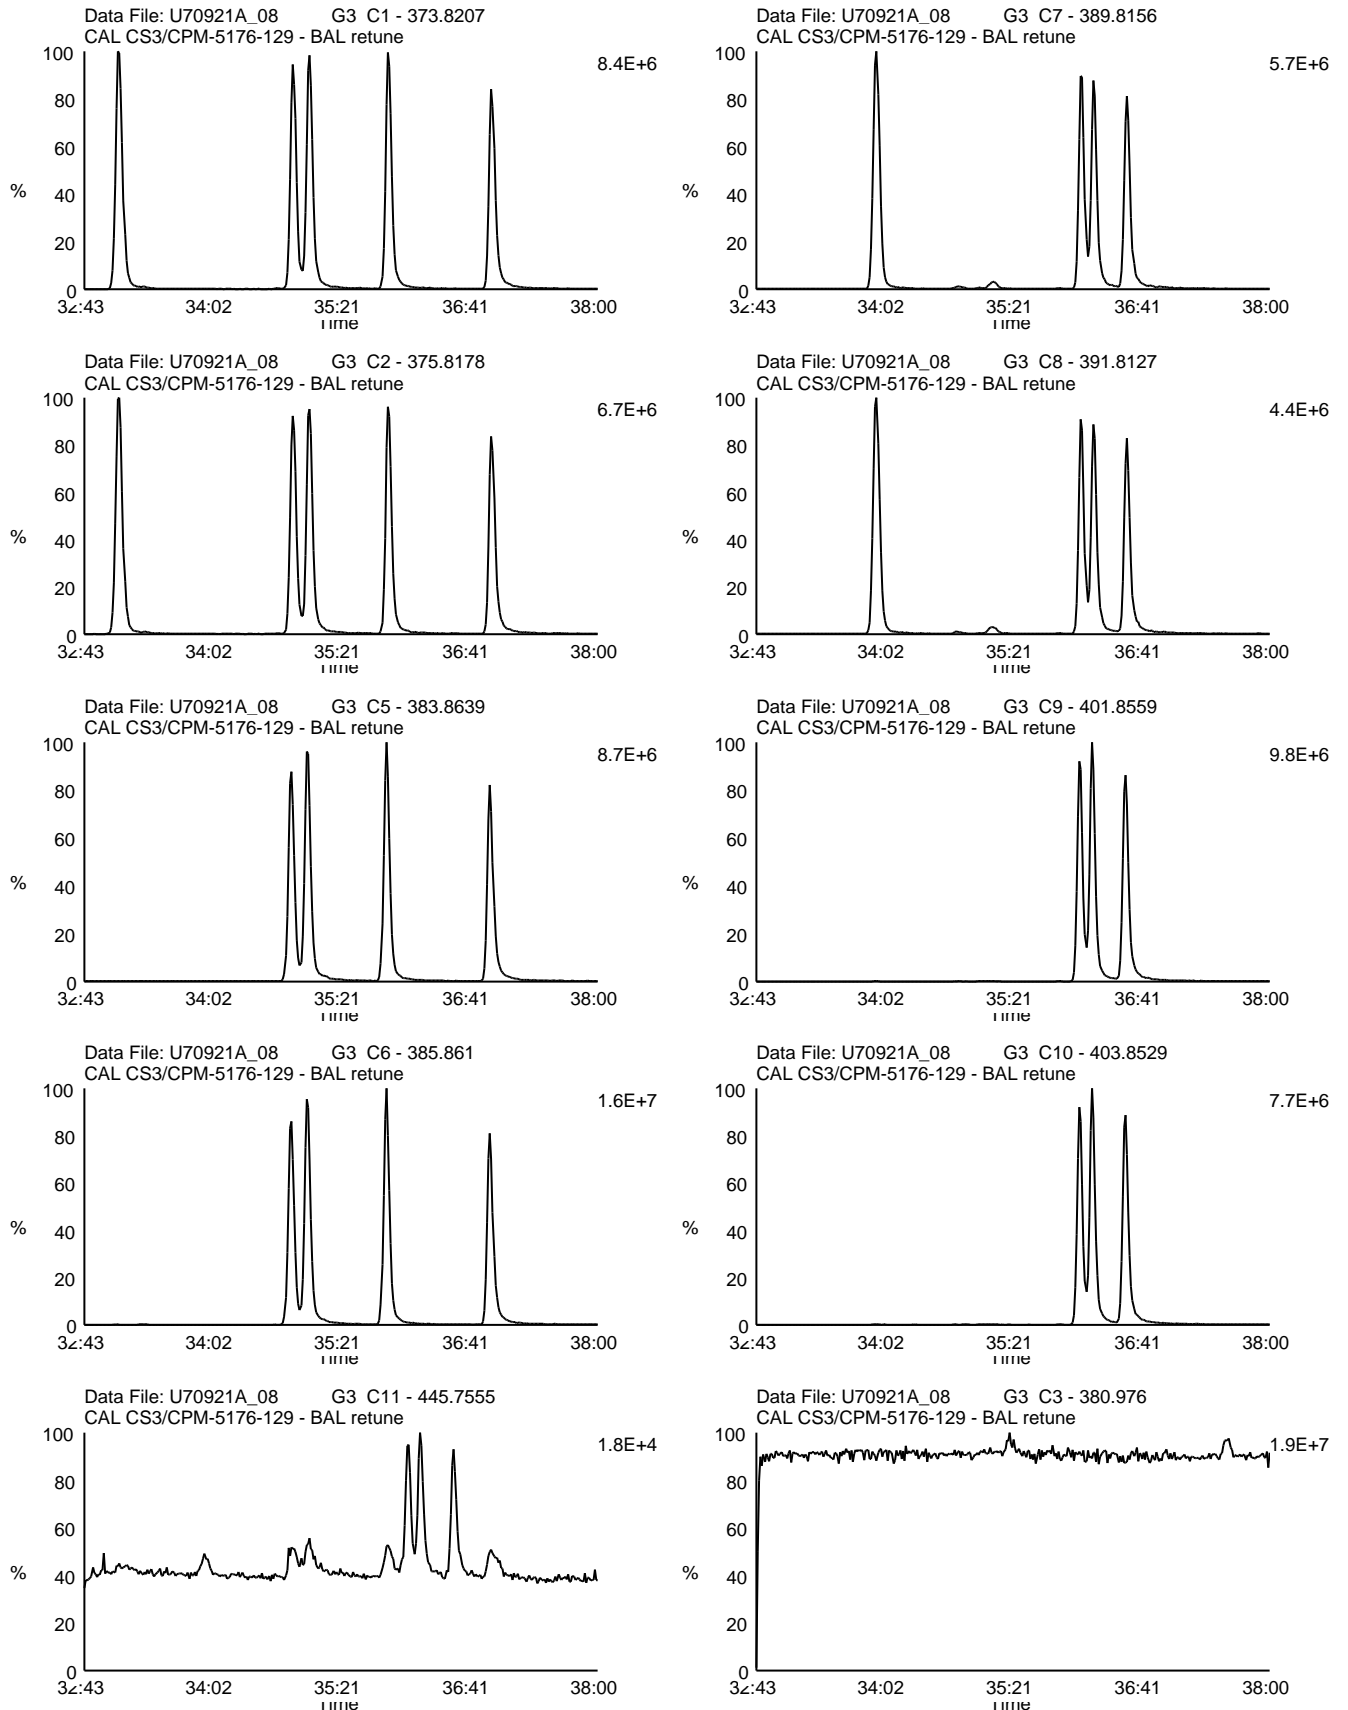 Data File: U70921A_08 G3 C1 - 373.8207
CAL CS3/CPM-5176-129 - BAL retune
8.4E+6
100
80
60
%
40
20
0
32:43 34:02 35:21 36:41 38:00
Time
Data File: U70921A_08 G3 C7 - 389.8156
CAL CS3/CPM-5176-129 - BAL retune
5.7E+6
100
80
60
%
40
20
0
32:43 34:02 35:21 36:41 38:00
Time
Data File: U70921A_08 G3 C2 - 375.8178
CAL CS3/CPM-5176-129 - BAL retune
6.7E+6
100
80
60
%
40
20
0
32:43 34:02 35:21 36:41 38:00
Time
Data File: U70921A_08 G3 C8 - 391.8127
CAL CS3/CPM-5176-129 - BAL retune
4.4E+6
100
80
60
%
40
20
0
32:43 34:02 35:21 36:41 38:00
Time
Data File: U70921A_08 G3 C5 - 383.8639
CAL CS3/CPM-5176-129 - BAL retune
8.7E+6
100
80
60
%
40
20
0
32:43 34:02 35:21 36:41 38:00
Time
Data File: U70921A_08 G3 C9 - 401.8559
CAL CS3/CPM-5176-129 - BAL retune
9.8E+6
100
80
60
%
40
20
0
32:43 34:02 35:21 36:41 38:00
Time
Data File: U70921A_08 G3 C6 - 385.861
CAL CS3/CPM-5176-129 - BAL retune
1.6E+7
100
80
60
%
40
20
0
32:43 34:02 35:21 36:41 38:00
Time
Data File: U70921A_08 G3 C10 - 403.8529
CAL CS3/CPM-5176-129 - BAL retune
7.7E+6
100
80
60
%
40
20
0
32:43 34:02 35:21 36:41 38:00
Time
Data File: U70921A_08 G3 C11 - 445.7555
CAL CS3/CPM-5176-129 - BAL retune
1.8E+4
100
80
60
%
40
20
0
32:43 34:02 35:21 36:41 38:00
Time
Data File: U70921A_08 G3 C3 - 380.976
CAL CS3/CPM-5176-129 - BAL retune
1.9E+7
100
80
60
%
40
20
0
32:43 34:02 35:21 36:41 38:00
Time